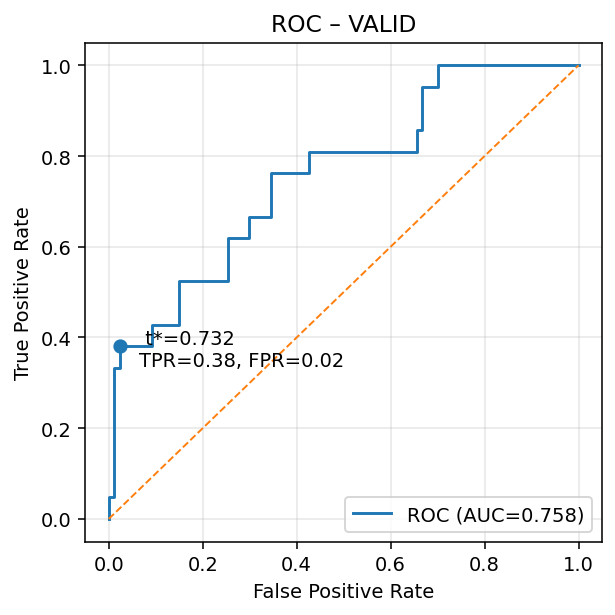 ROC – VALID
True Positive Rate
1.0
0.8
0.6
0.4
0.2
0.0
t*=0.732
TPR=0.38, FPR=0.02
ROC (AUC=0.758)
0.0 0.2 0.4 0.6 0.8 1.0
False Positive Rate